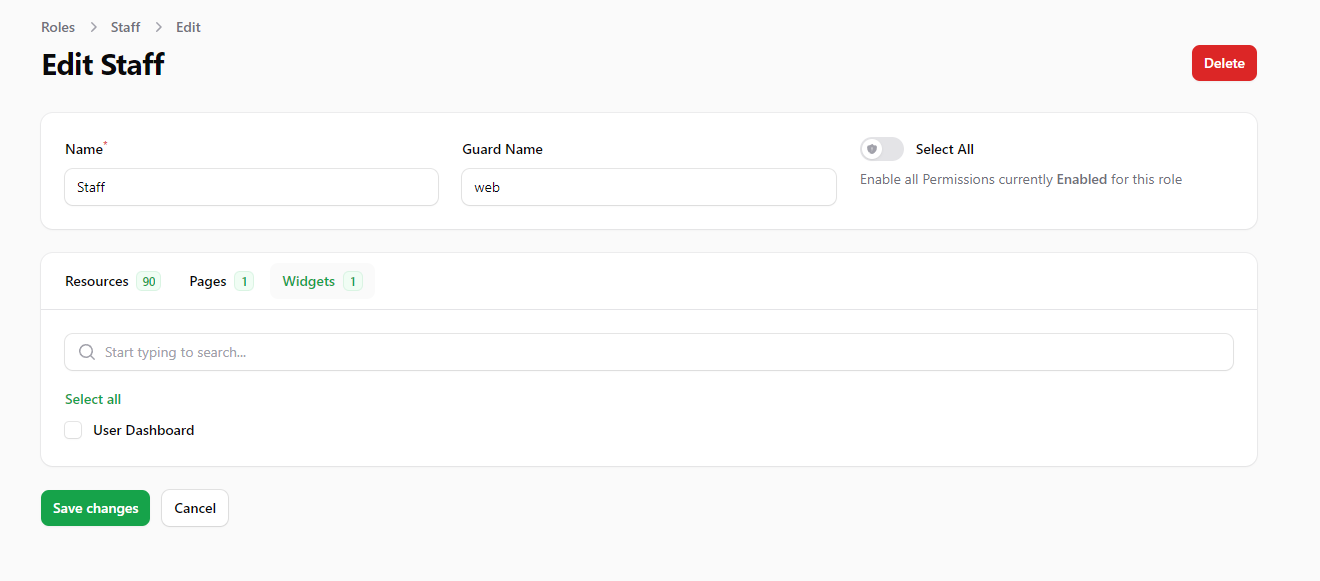 Roles > Staff > Edit
Edit Staff
Delete
Name*
Guard Name
Select All
Staff
web
Enable all Permissions currently Enabled for this role
Resources 90 Pages 1 Widgets 1
Start typing to search...
Select all
User Dashboard
Save changes
Cancel